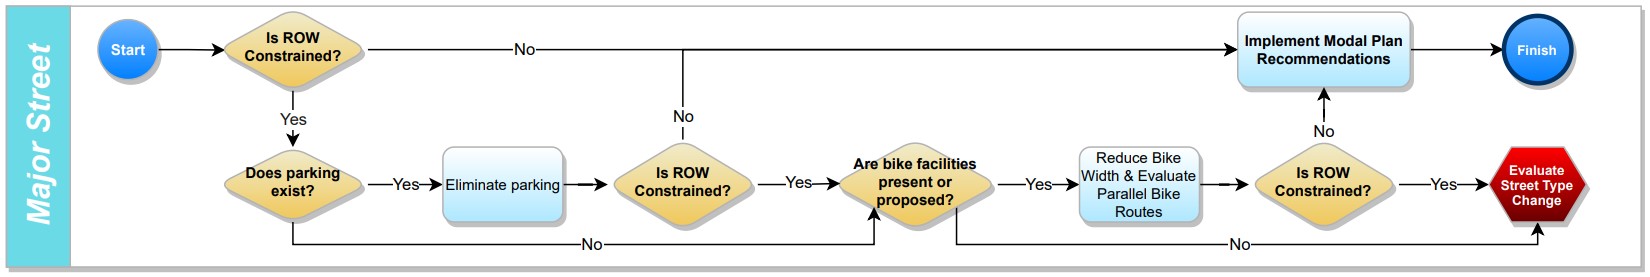 Major Street
Start
Is ROW
Constrained?
No
Implement Modal Plan
Recommendations
Finish
Yes
No
No
Does parking
exist?
Yes
Eliminate parking
Is ROW
Constrained?
Yes
Are bike facilities
present or
proposed?
Yes
Reduce Bike
Width & Evaluate
Parallel Bike
Routes
Is ROW
Constrained?
Yes
Evaluate
Street Type
Change
No
No